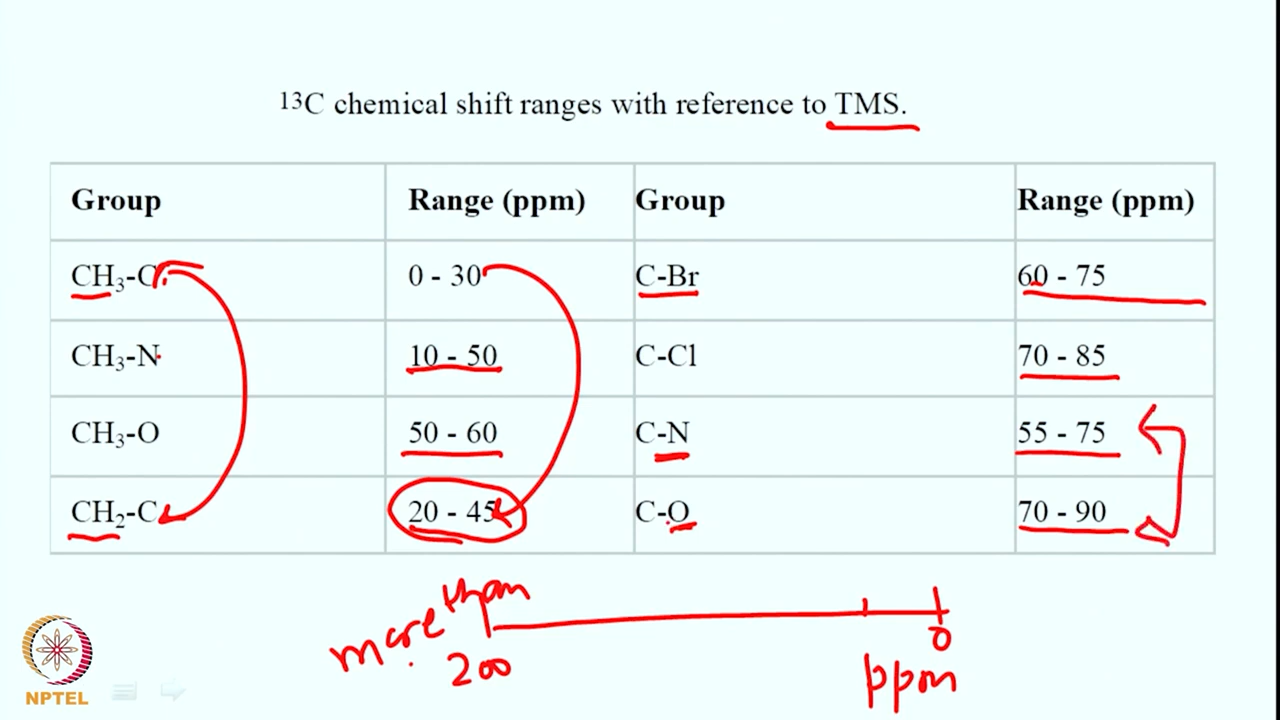 ¹³C chemical shift ranges with reference to TMS.
Group Range (ppm) Group Range (ppm)
CH₃-C 0 - 30 C-Br 60 - 75
CH₃-N 10 - 50 C-Cl 70 - 85
CH₃-O 50 - 60 C-N 55 - 75
CH₂-C 20 - 45 C-O 70 - 90
more than
200 0
ppm
NPTEL